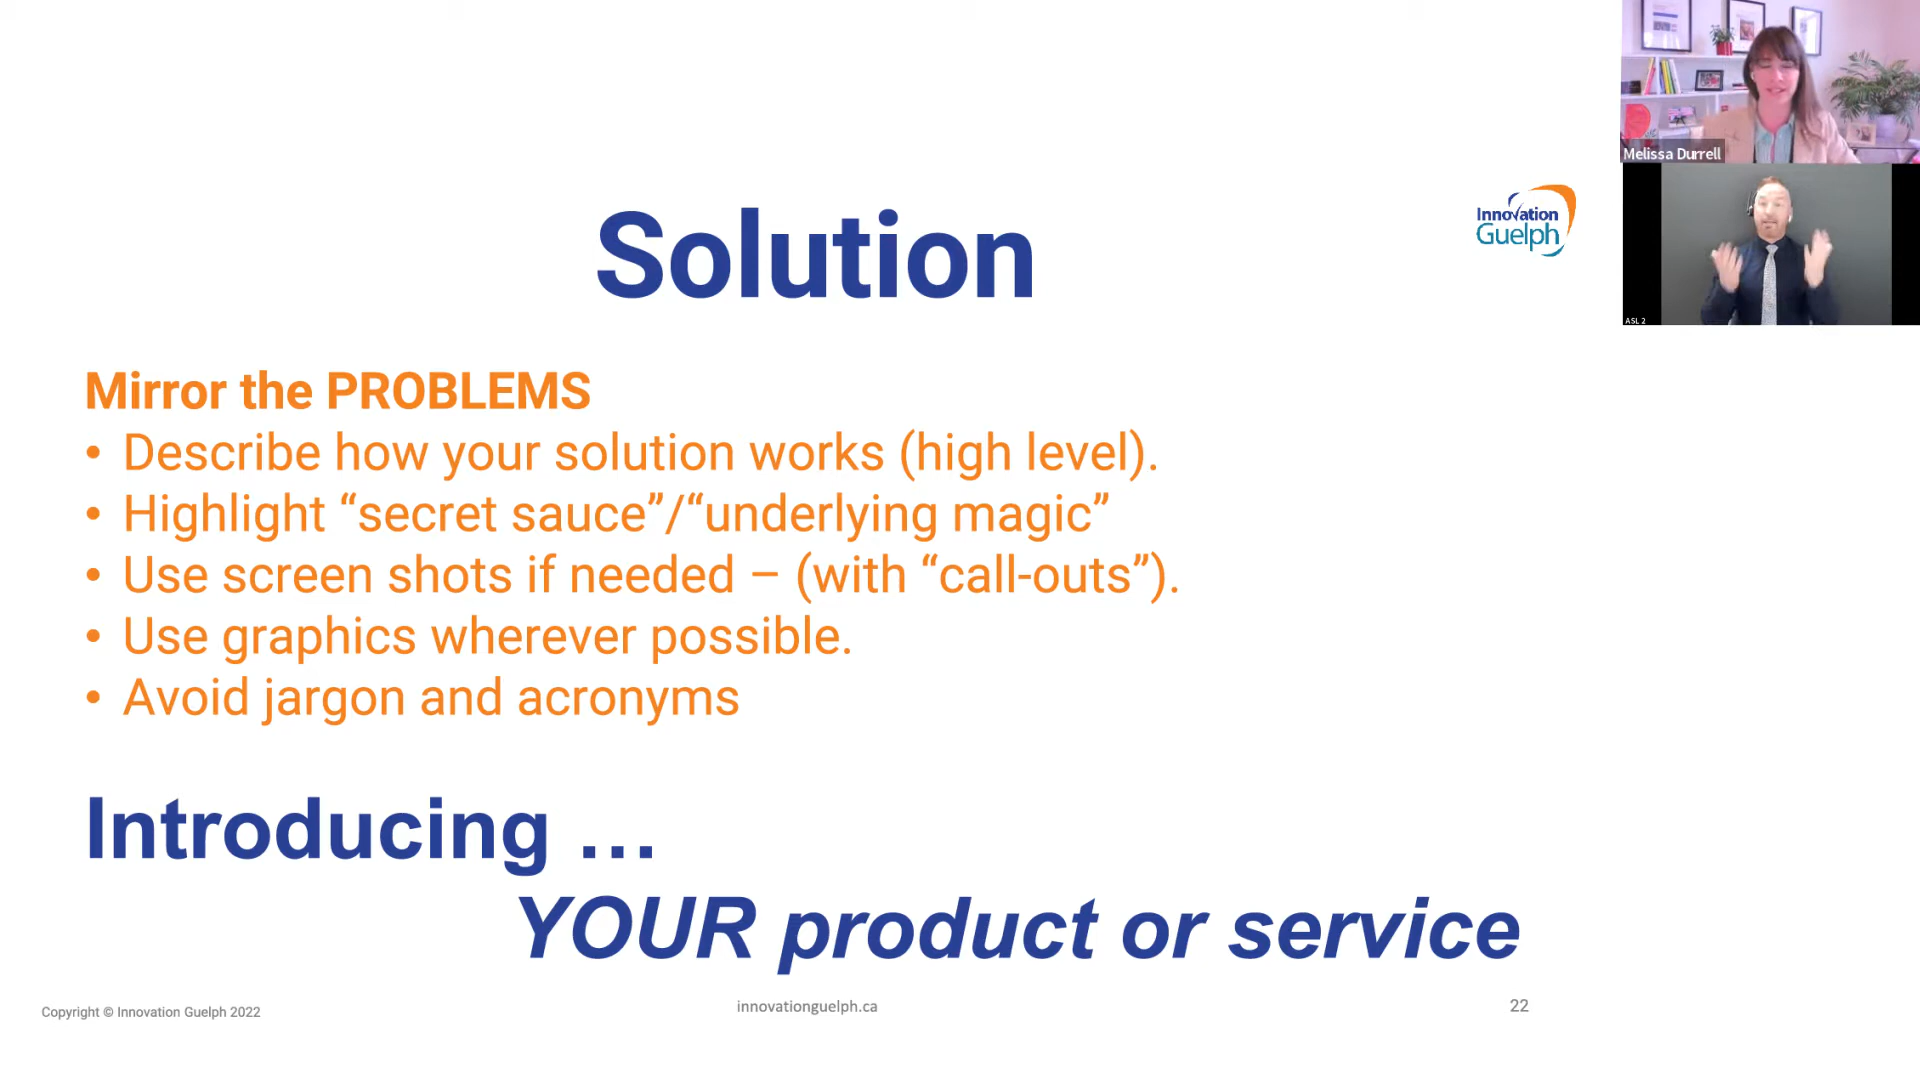 Melissa Durrell
Innovation
Guelph
ASL 2
Solution
Mirror the PROBLEMS
• Describe how your solution works (high level).
• Highlight “secret sauce”/“underlying magic”
• Use screen shots if needed – (with “call-outs”).
• Use graphics wherever possible.
• Avoid jargon and acronyms
Introducing …
YOUR product or service
Copyright © Innovation Guelph 2022
innovationguelph.ca
22